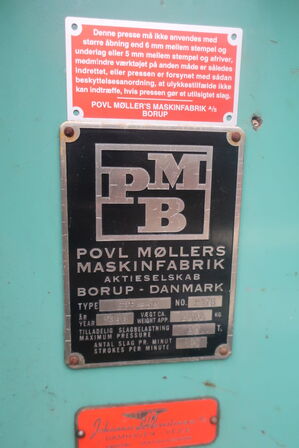 Denne presse må ikke anvendes med
større åbning end 6 mm mellem stempel og
underlag eller 5 mm mellem stempel og afriver,
medmindre værktøjet på anden måde er således
indrettet, eller pressen er forsynet med sådan
beskyttelsesanordning, at ulykkestilfælde ikke
kan indtræffe, hvis pressen gør et utilsigtet slag.
POVL MØLLER'S MASKINFABRIK A/S
BORUP
PMB
POVL MØLLERS
MASKINFABRIK
AKTIESELSKAB
BORUP - DANMARK
TYPE NO.
ÅR VÆGT CA. KG
YEAR WEIGHT APP.
TILLADELIG SLAGBELASTNING T.
MAXIMUM PRESSURE
ANTAL SLAG PR. MINUT
STROKES PER MINUTE
Johannes